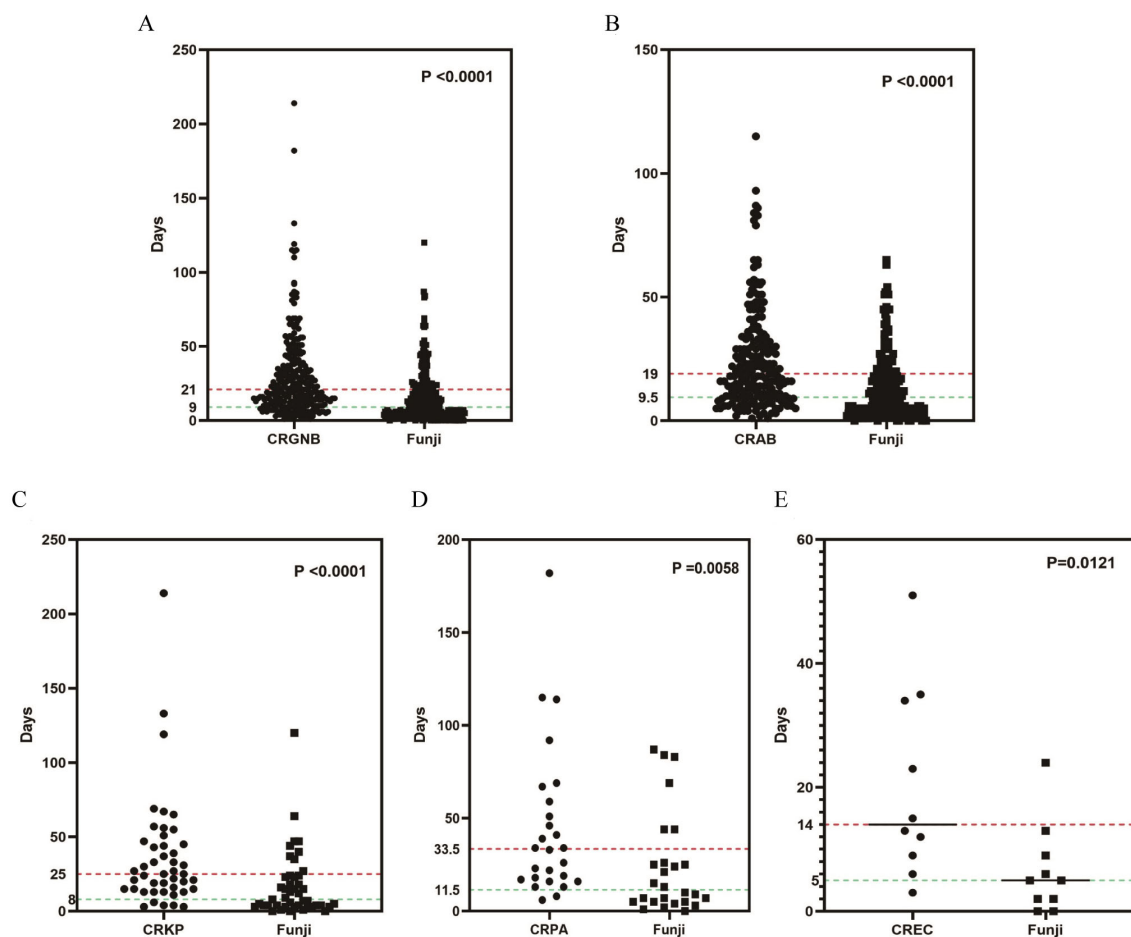 A
250
200
150
100
50
21
9
0
Days
P <0.0001
CRGNB Funji
B
150
100
50
19
9.5
0
Days
P <0.0001
CRAB Funji
C
250
200
150
100
50
25
8
0
Days
P <0.0001
CRKP Funji
D
200
150
100
50
33.5
11.5
0
Days
P =0.0058
CRPA Funji
E
60
40
20
14
5
0
Days
P=0.0121
CREC Funji